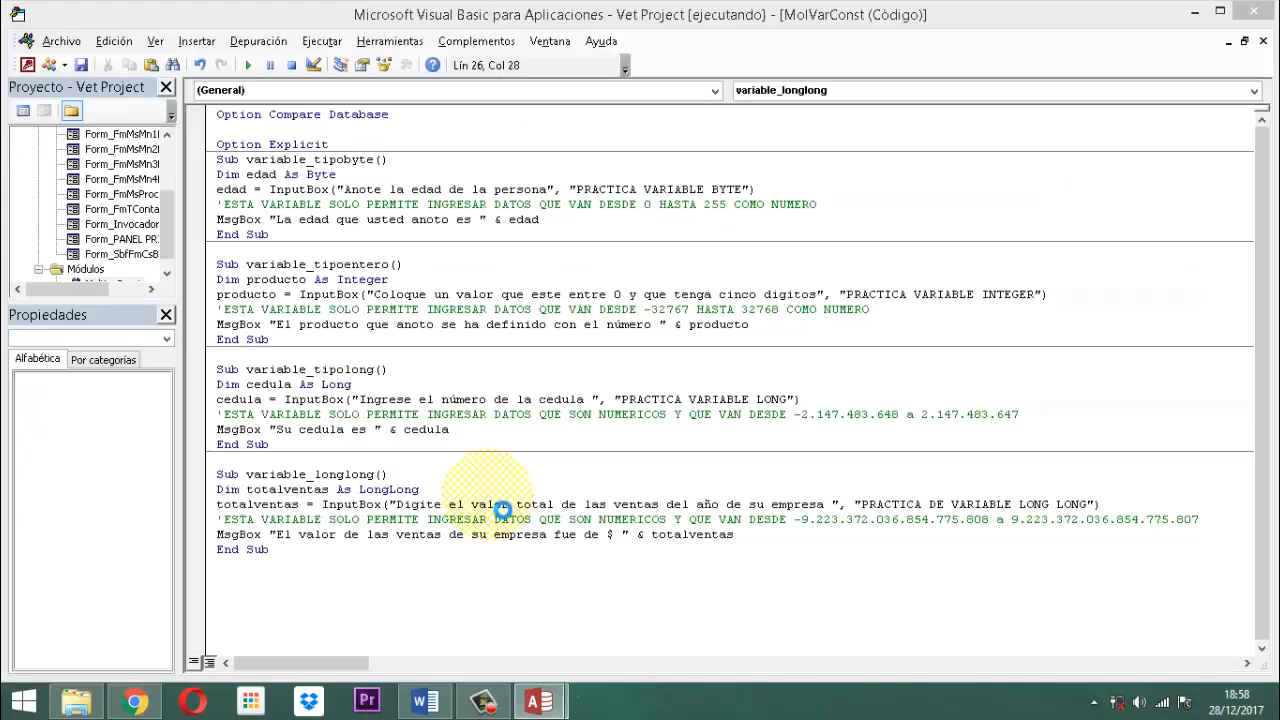 Microsoft Visual Basic para Aplicaciones - Vet Project [ejecutando] - [MolVarConst (Código)]
Archivo Edición Ver Insertar Formato Depuración Ejecutar Herramientas Complementos Ventana Ayuda
Lín 26, Col 28
Proyecto - Vet Project
(General) variable_longlong
Form_FmMsMn1
Form_FmMsMn2
Form_FmMsMn3
Form_FmMsMn4
Form_FmMsProc
Form_FmTConta
Form_Invocador
Form_PANEL PR
Form_SbfFmCsB
Módulos
Propiedades
Alfabética Por categorías
Option Compare Database
Option Explicit
Sub variable_tipobyte()
Dim edad As Byte
edad = InputBox("Anote la edad de la persona", "PRACTICA VARIABLE BYTE")
'ESTA VARIABLE SOLO PERMITE INGRESAR DATOS QUE VAN DESDE 0 HASTA 255 COMO NUMERO
MsgBox "La edad que usted anoto es " & edad
End Sub
Sub variable_tipoentero()
Dim producto As Integer
producto = InputBox("Coloque un valor que este entre 0 y que tenga cinco digitos", "PRACTICA VARIABLE INTEGER")
'ESTA VARIABLE SOLO PERMITE INGRESAR DATOS QUE VAN DESDE -32767 HASTA 32768 COMO NUMERO
MsgBox "El producto que anoto se ha definido con el número " & producto
End Sub
Sub variable_tipolong()
Dim cedula As Long
cedula = InputBox("Ingrese el número de la cedula ", "PRACTICA VARIABLE LONG")
'ESTA VARIABLE SOLO PERMITE INGRESAR DATOS QUE SON NUMERICOS Y QUE VAN DESDE -2.147.483.648 a 2.147.483.647
MsgBox "Su cedula es " & cedula
End Sub
Sub variable_longlong()
Dim totalventas As LongLong
totalventas = InputBox("Digite el valor total de las ventas del año de su empresa ", "PRACTICA DE VARIABLE LONG LONG")
'ESTA VARIABLE SOLO PERMITE INGRESAR DATOS QUE SON NUMERICOS Y QUE VAN DESDE -9.223.372.036.854.775.808 a 9.223.372.036.854.775.807
MsgBox "El valor de las ventas de su empresa fue de $ " & totalventas
End Sub
Pr
18:58
28/12/2017